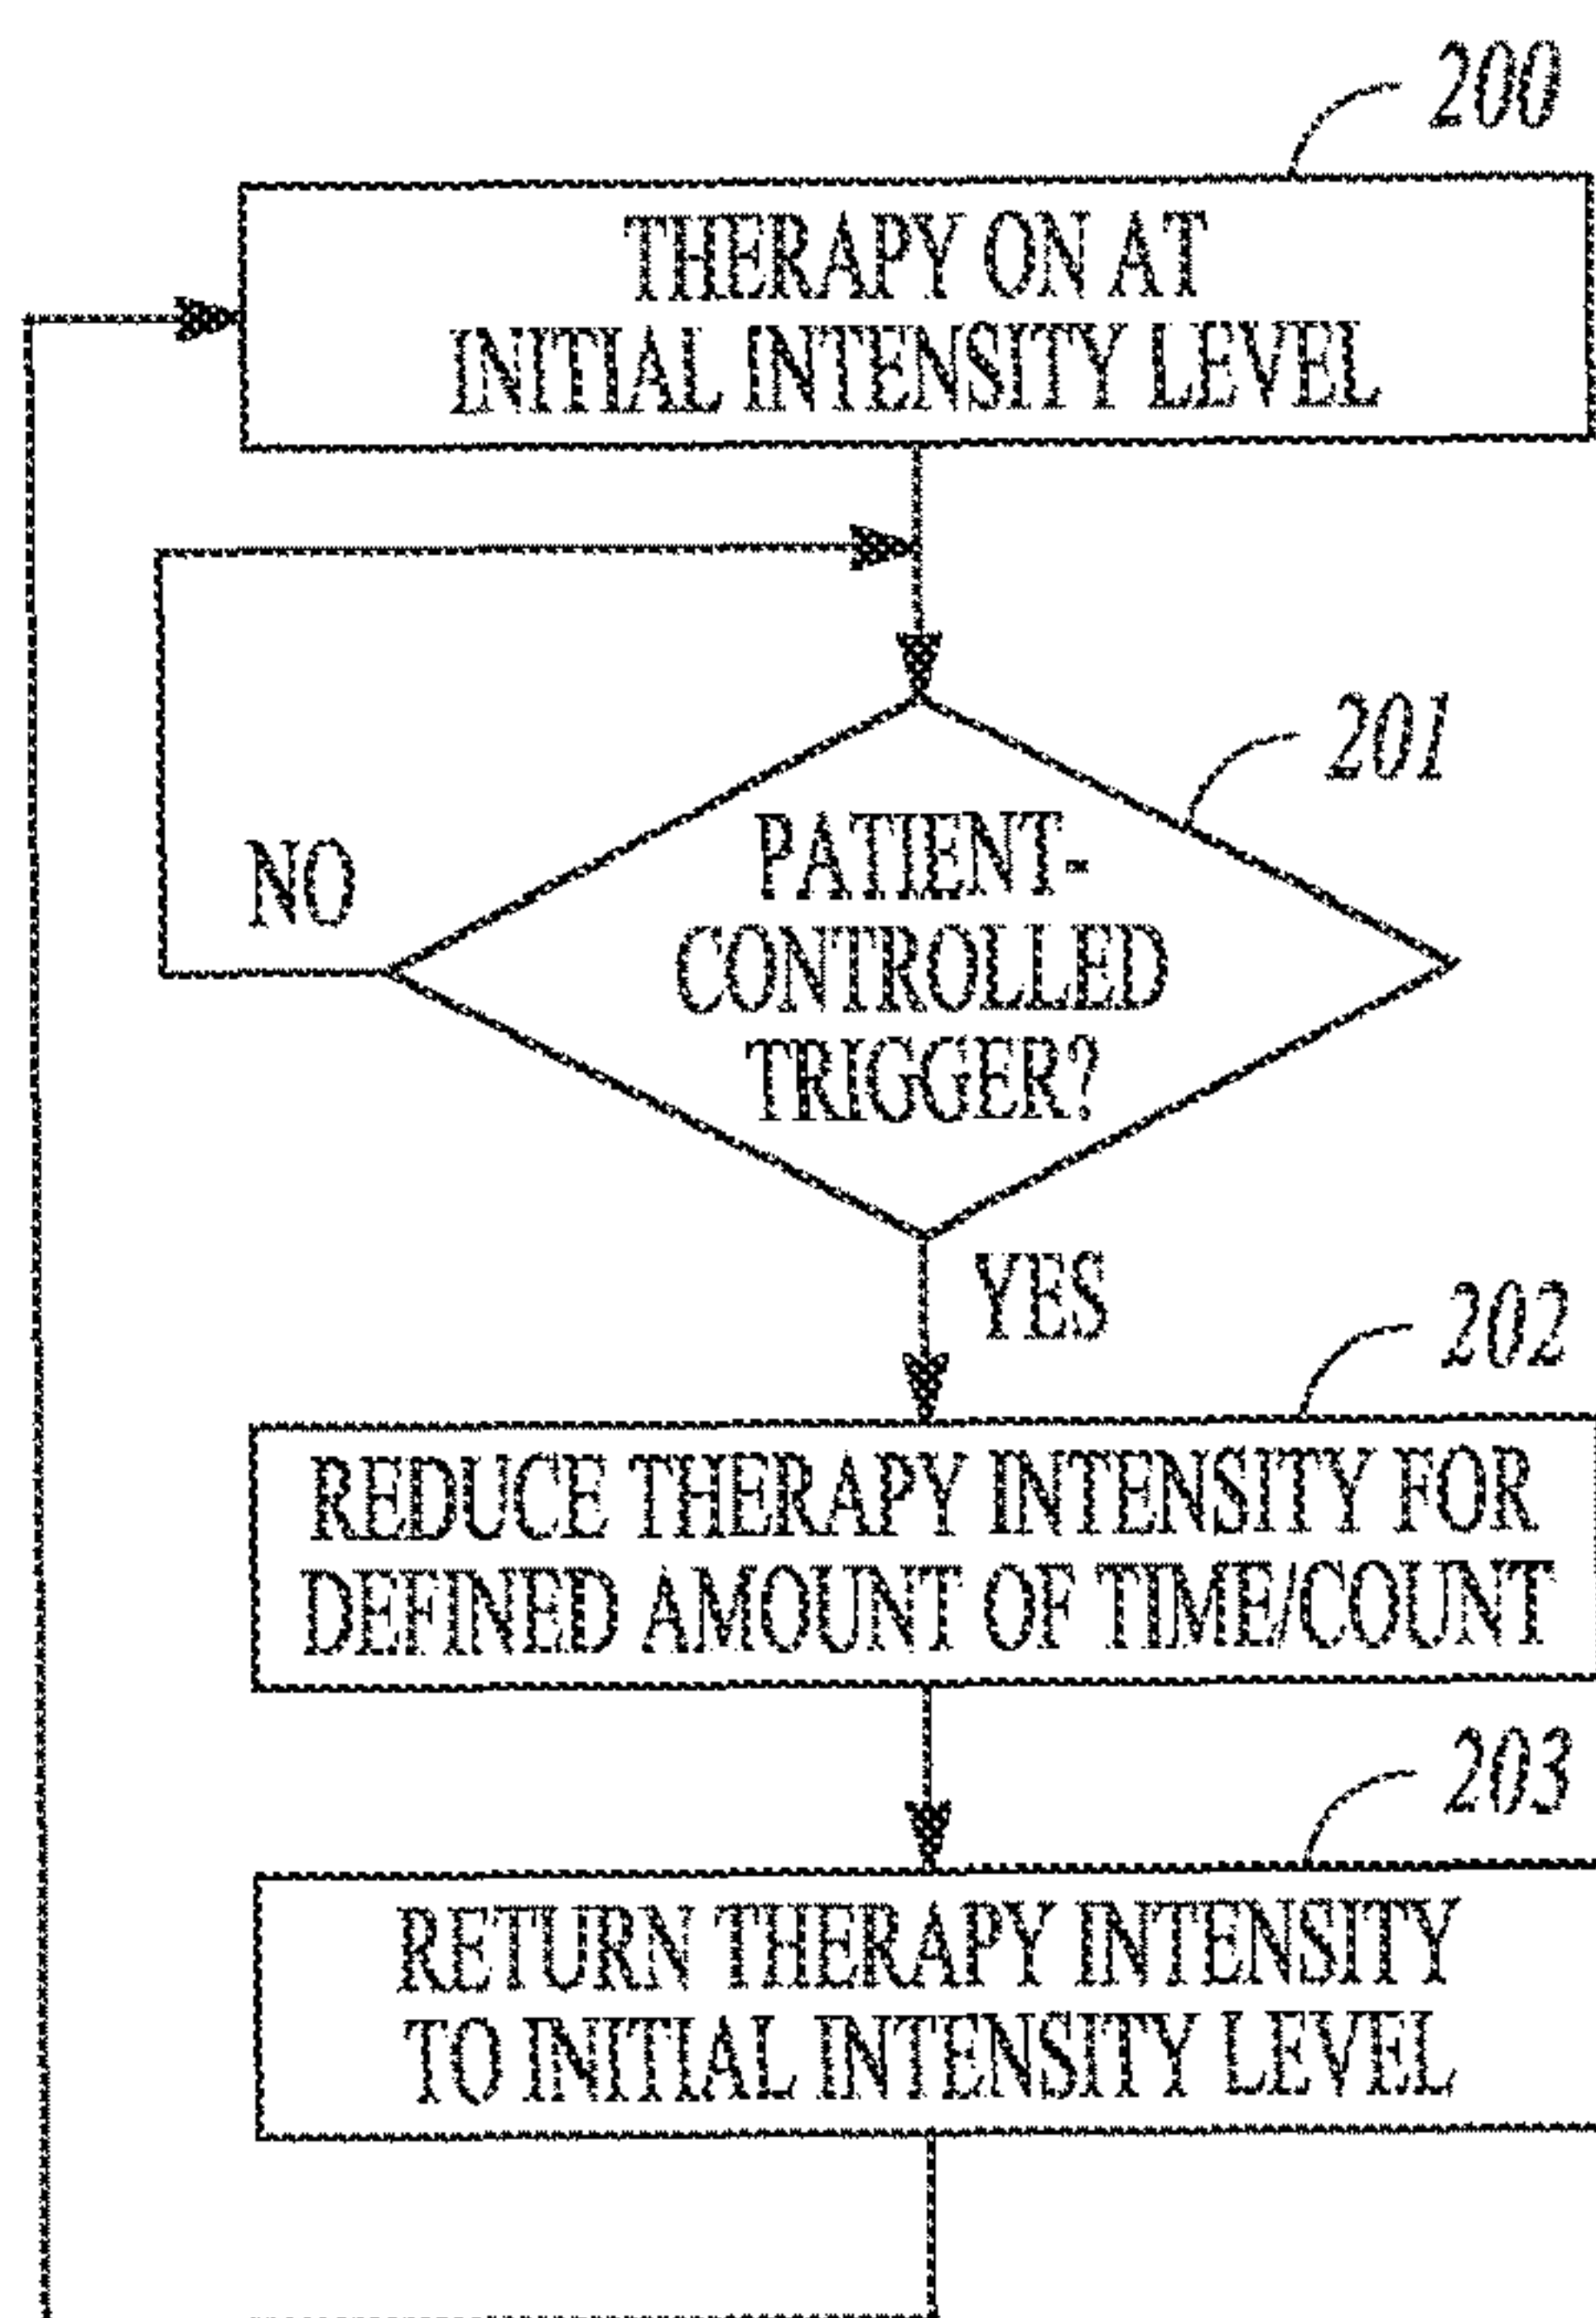 200
THERAPY ON AT
INITIAL INTENSITY LEVEL
201
PATIENT-
CONTROLLED
TRIGGER?
NO
YES
202
REDUCE THERAPY INTENSITY FOR
DEFINED AMOUNT OF TIME/COUNT
203
RETURN THERAPY INTENSITY
TO INITIAL INTENSITY LEVEL